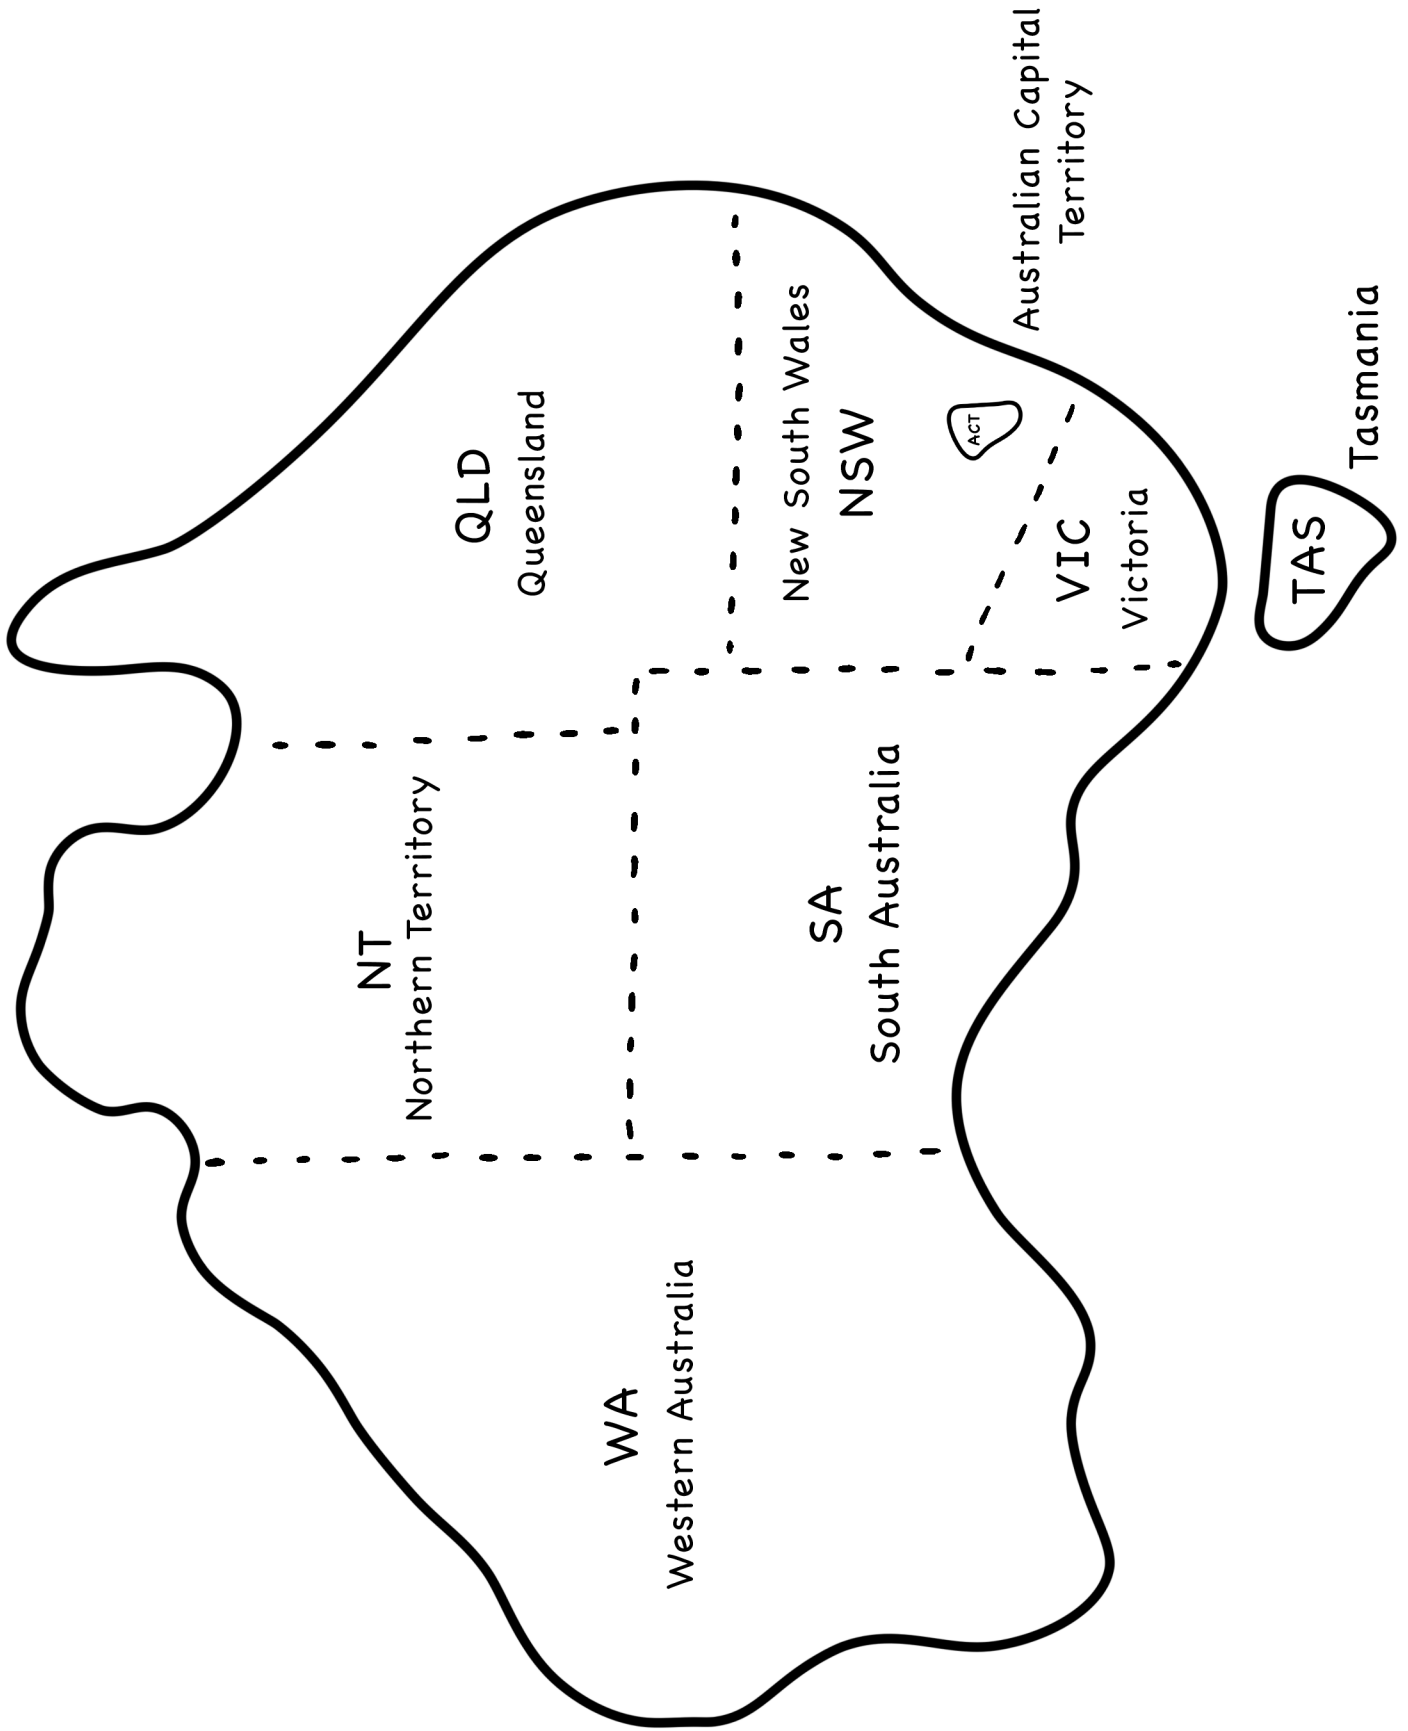 NT
Northern Territory
QLD
Queensland
WA
Western Australia
SA
South Australia
New South Wales
NSW
ACT
Australian Capital
Territory
VIC
Victoria
TAS
Tasmania